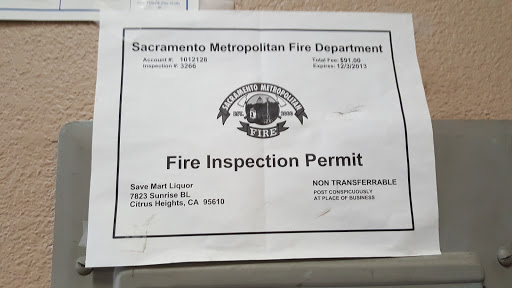 Sacramento Metropolitan Fire Department
Account #: 1012128
Total Fee: $91.00
Inspection #: 3266
Expires: 12/3/2013
SACRAMENTO METROPOLITAN
FIRE
Fire Inspection Permit
Save Mart Liquor
7823 Sunrise BL
Citrus Heights, CA 95610
NON TRANSFERRABLE
POST CONSPICUOUSLY
AT PLACE OF BUSINESS